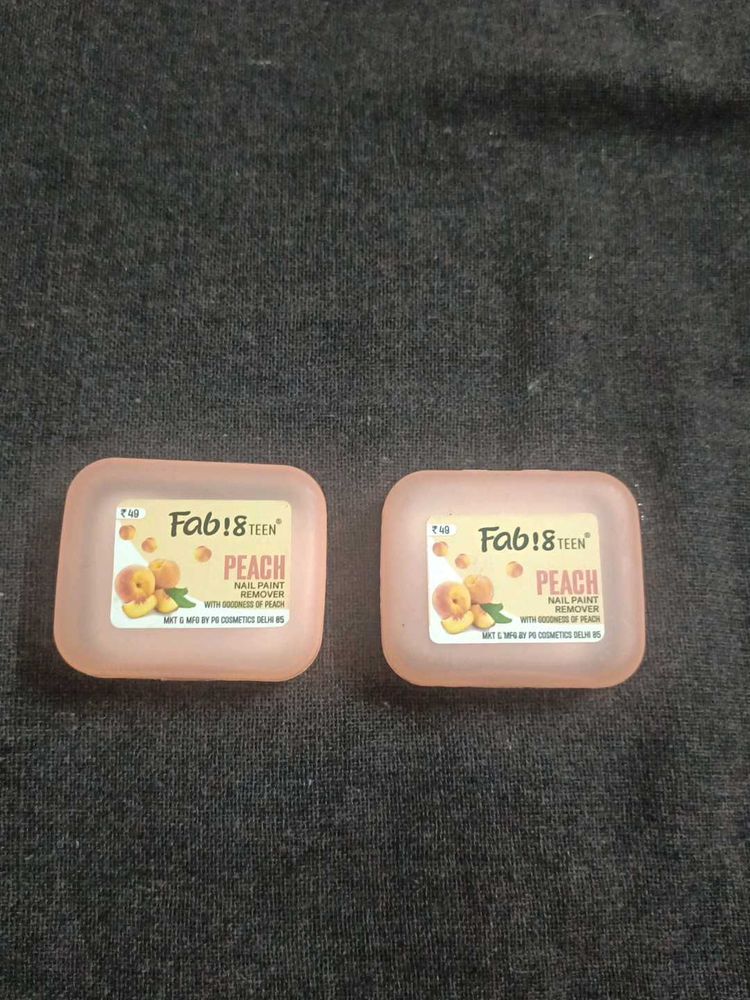 ₹49
Fab!8 TEEN®
PEACH
NAIL PAINT
REMOVER
WITH GOODNESS OF PEACH
MKT & MFG BY PG COSMETICS DELHI 85
₹49
Fab!8 TEEN®
PEACH
NAIL PAINT
REMOVER
WITH GOODNESS OF PEACH
MKT & MFG BY PG COSMETICS DELHI 85